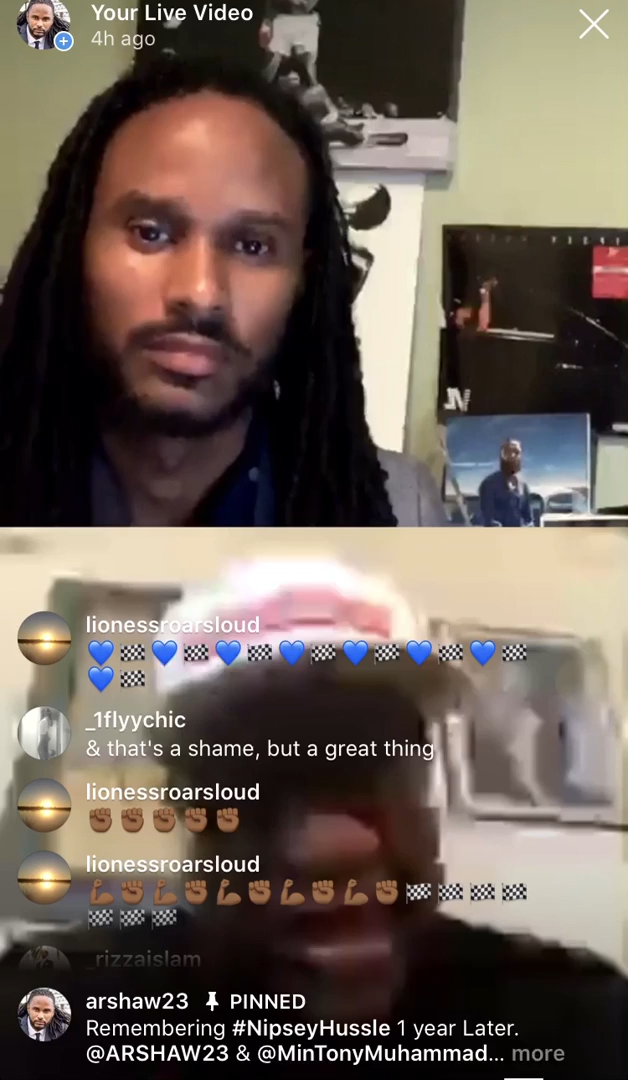 Your Live Video
4h ago
lionessroarsloud
💙🏁💙🏁💙🏁💙🏁💙🏁💙🏁💙🏁
💙🏁
_1flyychic
& that's a shame, but a great thing
lionessroarsloud
✊🏾✊🏾✊🏾✊🏾✊🏾
lionessroarsloud
💪🏾✊🏾💪🏾✊🏾💪🏾✊🏾💪🏾✊🏾💪🏾✊🏾🏁🏁🏁🏁
🏁🏁🏁
_rizzaislam
arshaw23 📌 PINNED
Remembering #NipseyHussle 1 year Later.
@ARSHAW23 & @MinTonyMuhammad... more